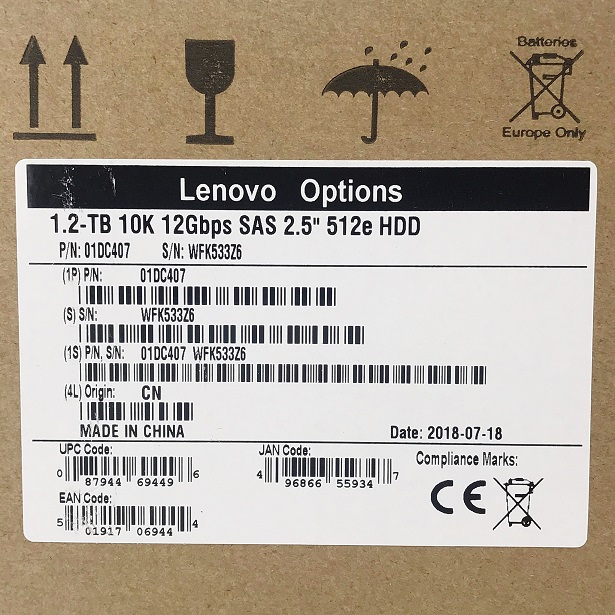 Batteries
Europe Only
Lenovo Options
1.2-TB 10K 12Gbps SAS 2.5" 512e HDD
P/N: 01DC407 S/N: WFK533Z6
(1P) P/N: 01DC407
(S) S/N: WFK533Z6
(1S) P/N, S/N: 01DC407 WFK533Z6
(4L) Origin: CN
MADE IN CHINA Date: 2018-07-18
UPC Code: JAN Code: Compliance Marks:
0 87944 69449 6 4 96866 55934 7
CE
EAN Code:
5 01917 06944 4